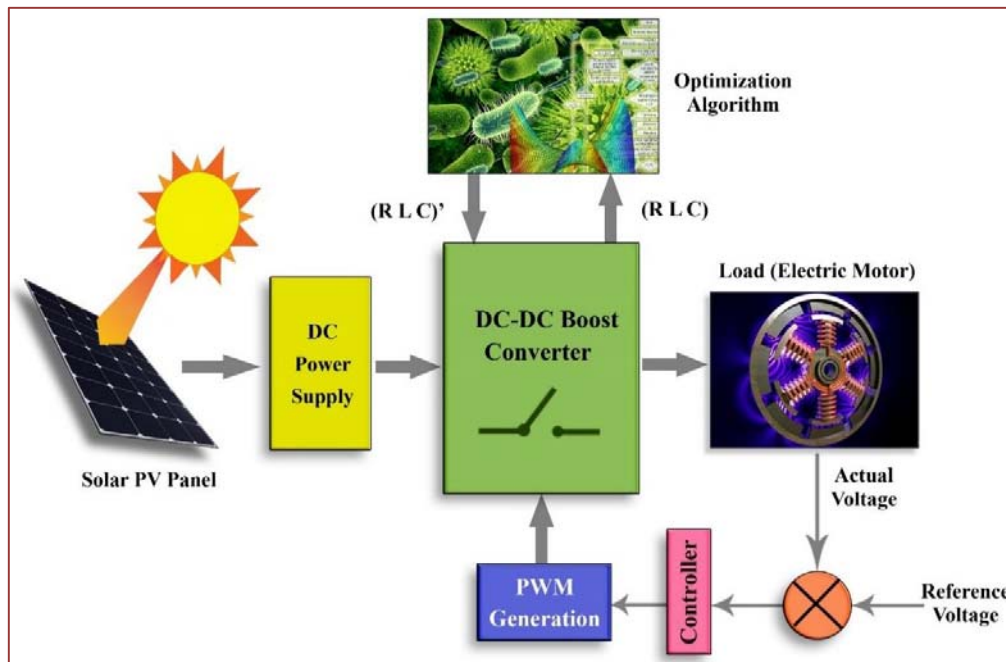 Optimization
Algorithm
(R L C)’
(R L C)
Load (Electric Motor)
DC
Power
Supply
DC-DC Boost
Converter
Solar PV Panel
Actual
Voltage
PWM
Generation
Controller
Reference
Voltage